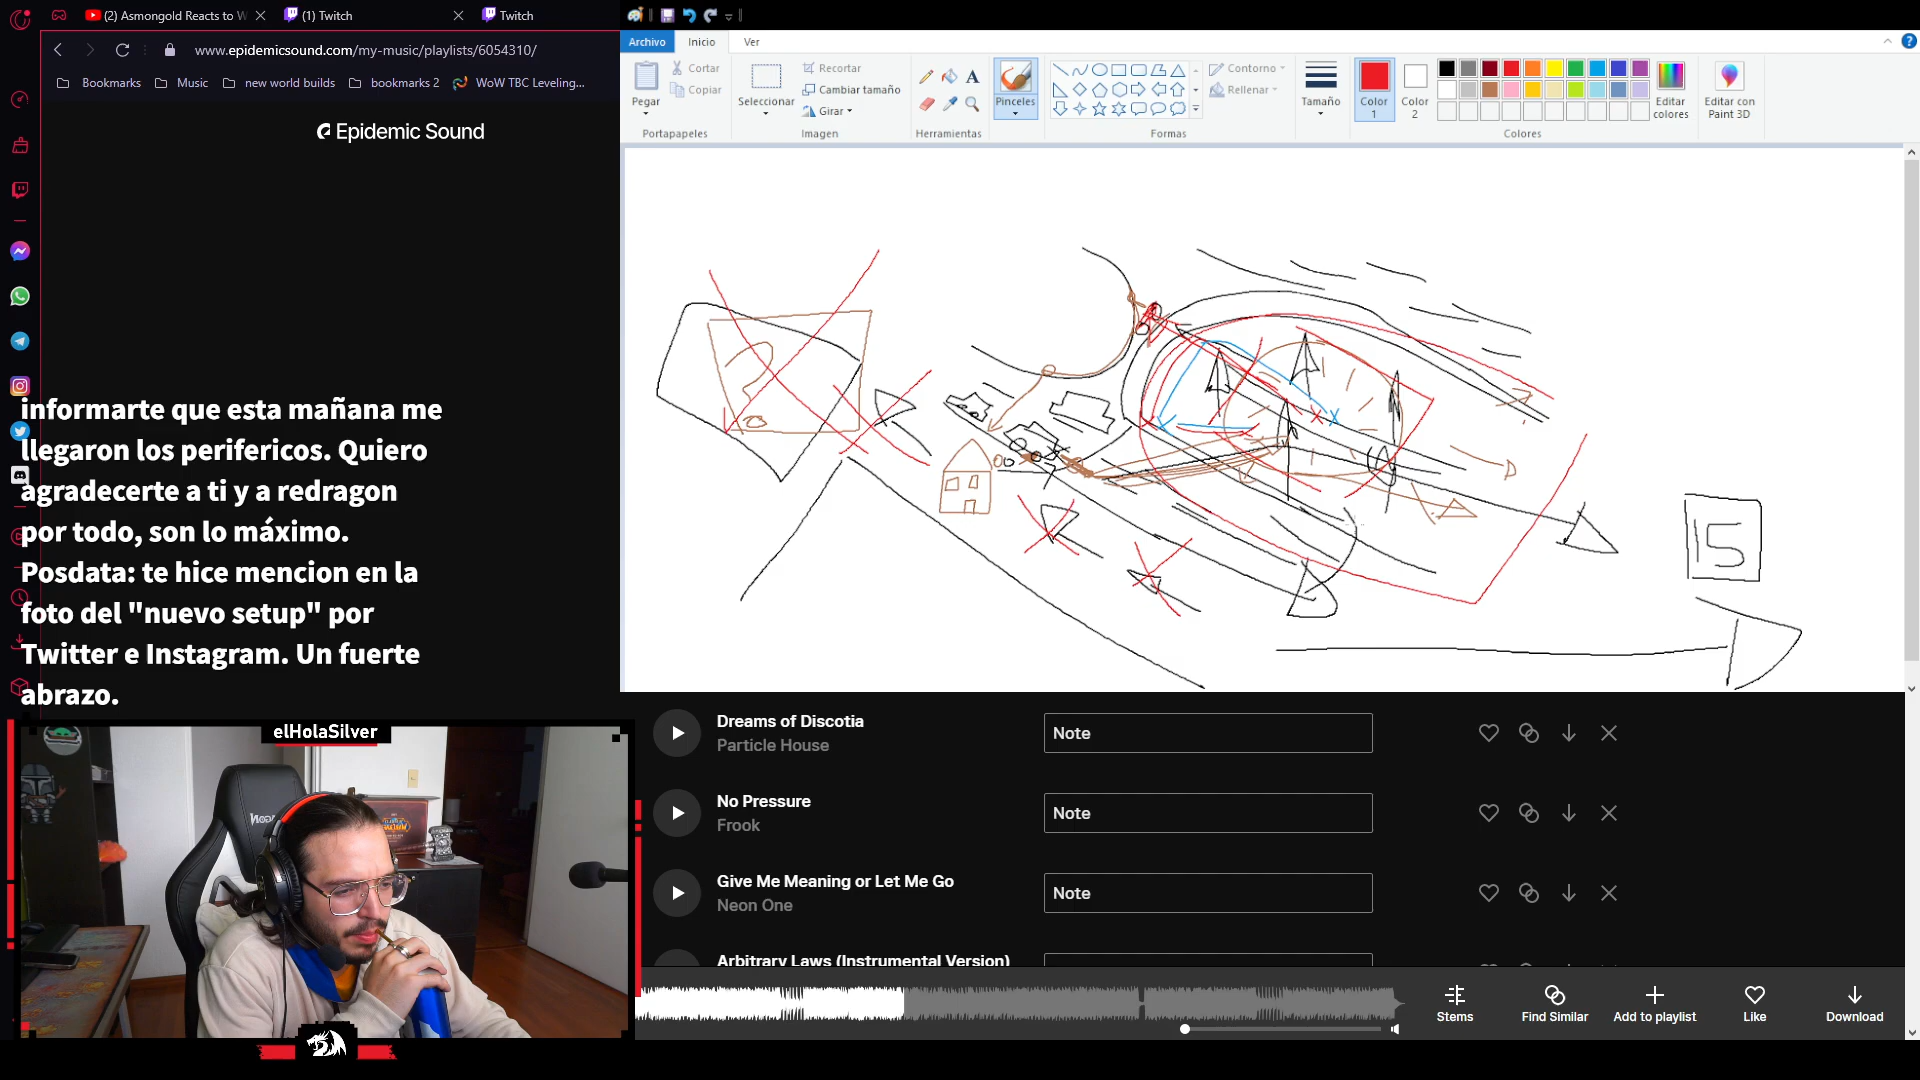 (2) Asmongold Reacts to W
(1) Twitch
Twitch
www.epidemicsound.com/my-music/playlists/6054310/
Bookmarks
Music
new world builds
bookmarks 2
WoW TBC Leveling...
Epidemic Sound
informarte que esta mañana me
llegaron los perifericos. Quiero
agradecerte a ti y a redragon
por todo, son lo máximo.
Posdata: te hice mencion en la
foto del "nuevo setup" por
Twitter e Instagram. Un fuerte
abrazo.
elHolaSilver
Archivo
Inicio
Ver
Pegar
Cortar
Copiar
Portapapeles
Seleccionar
Recortar
Cambiar tamaño
Girar
Imagen
Herramientas
Pinceles
Contorno
Rellenar
Formas
Tamaño
Color
1
Color
2
Editar
colores
Editar con
Paint 3D
Colores
15
Dreams of Discotia
Particle House
Note
No Pressure
Frook
Note
Give Me Meaning or Let Me Go
Neon One
Note
Arbitrary Laws (Instrumental Version)
Stems
Find Similar
Add to playlist
Like
Download